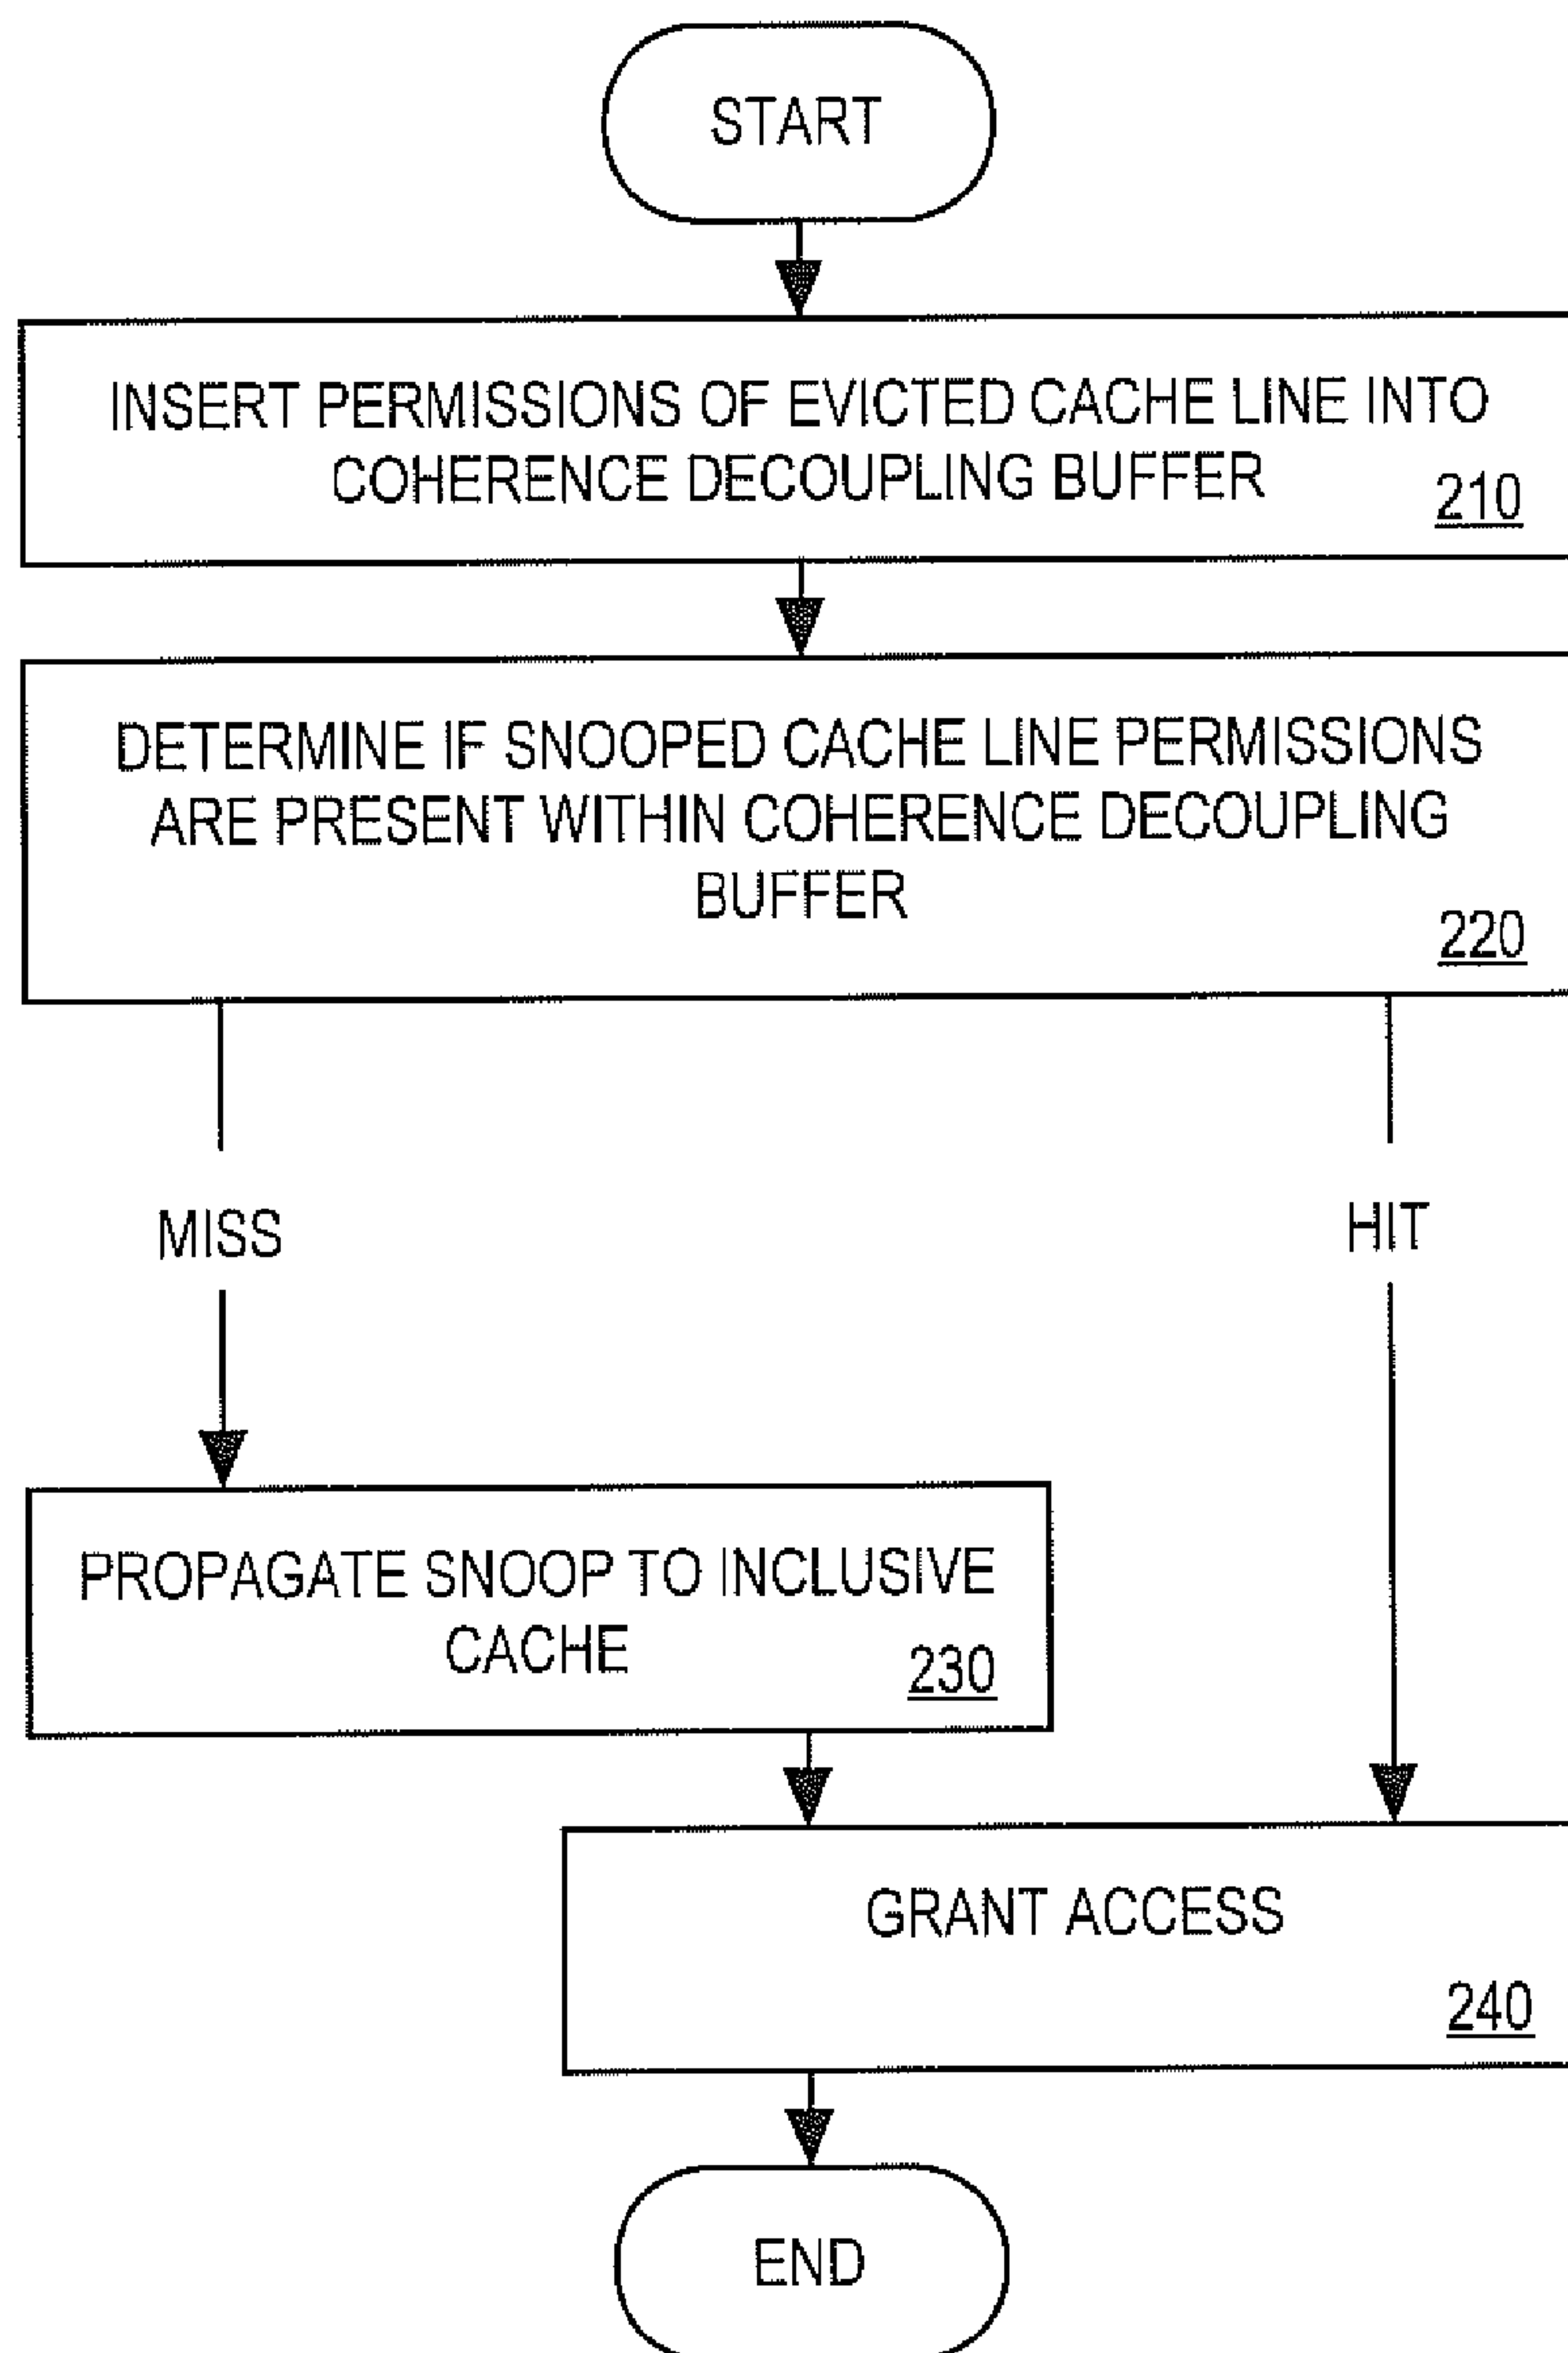 START
INSERT PERMISSIONS OF EVICTED CACHE LINE INTO
COHERENCE DECOUPLING BUFFER
210
DETERMINE IF SNOOPED CACHE LINE PERMISSIONS
ARE PRESENT WITHIN COHERENCE DECOUPLING
BUFFER
220
MISS
HIT
PROPAGATE SNOOP TO INCLUSIVE
CACHE
230
GRANT ACCESS
240
END